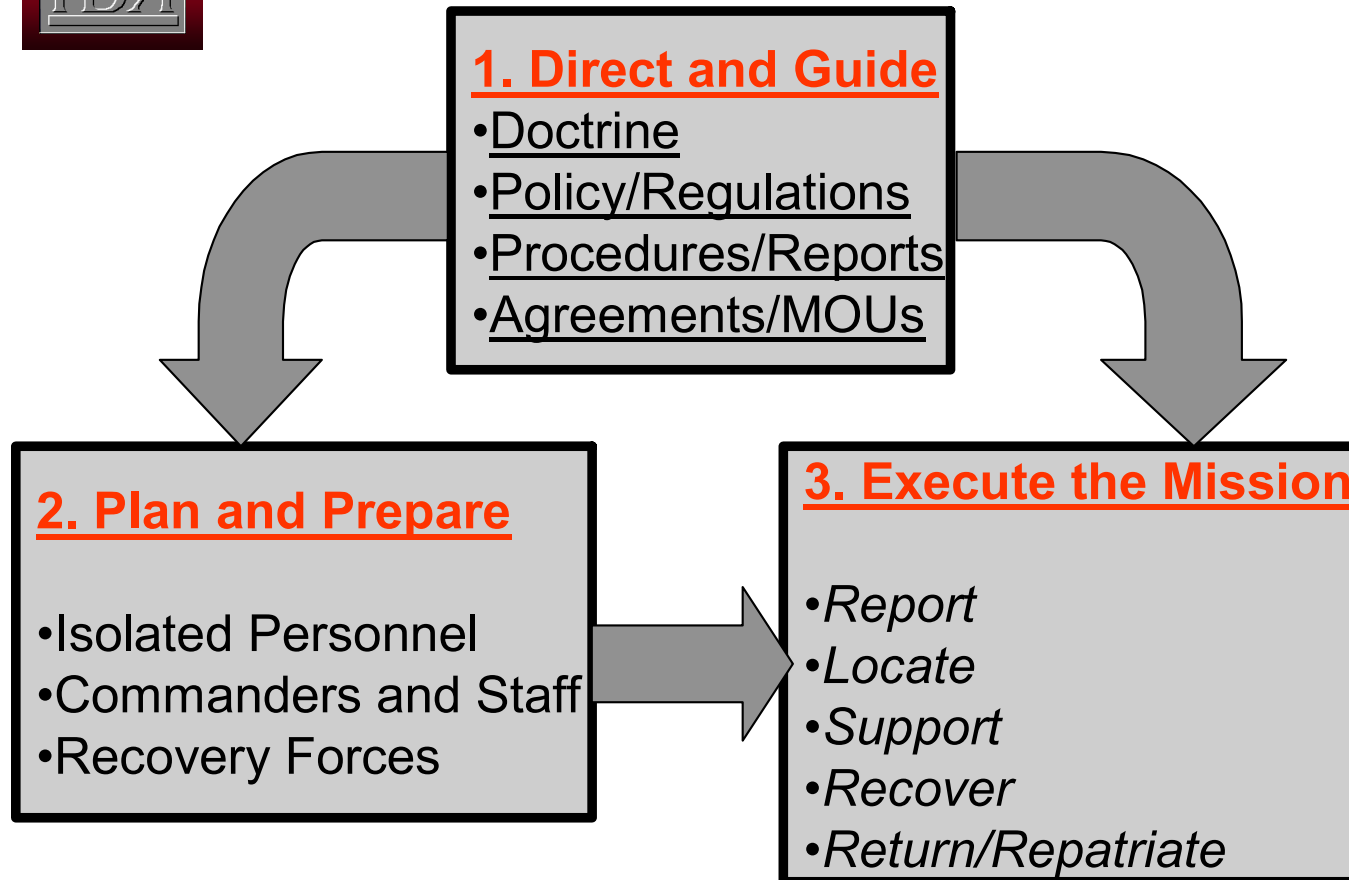 1. Direct and Guide
•Doctrine
•Policy/Regulations
•Procedures/Reports
•Agreements/MOUs
2. Plan and Prepare
•Isolated Personnel
•Commanders and Staff
•Recovery Forces
3. Execute the Mission
•Report
•Locate
•Support
•Recover
•Return/Repatriate